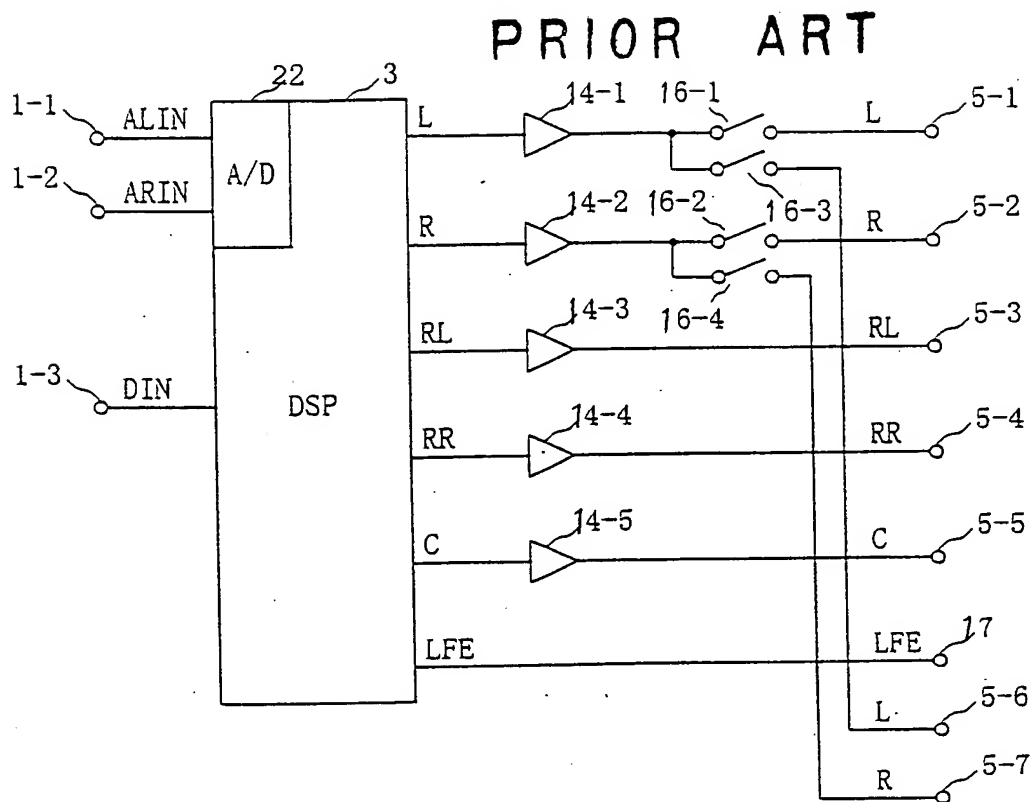 PRIOR ART
22 3 14-1 16-1 5-1
1-1 ALIN L L
1-2 ARIN A/D 14-2 16-2 16-3 5-2
R R
14-3 16-4 5-3
1-3 DIN RL RL
DSP 14-4 5-4
RR RR
14-5 5-5
C C
17
LFE LFE
5-6
L
5-7
R